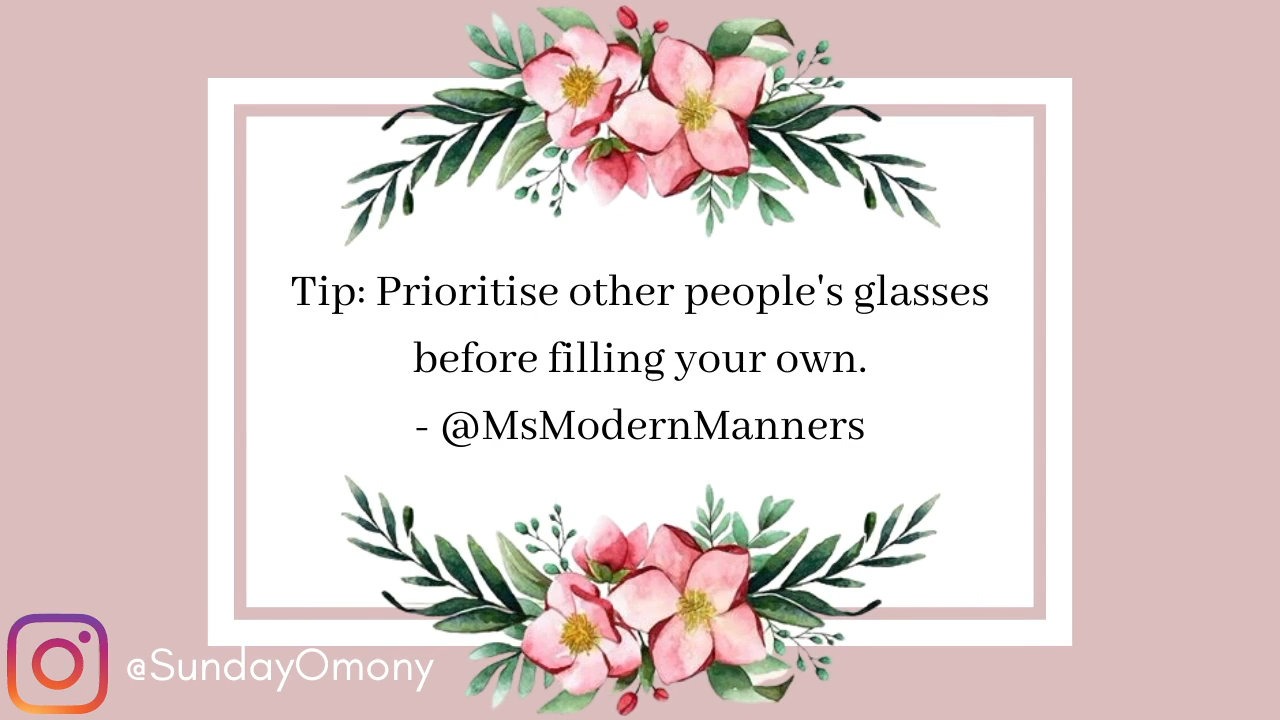 Tip: Prioritise other people's glasses
before filling your own.
- @MsModernManners
@SundayOmony